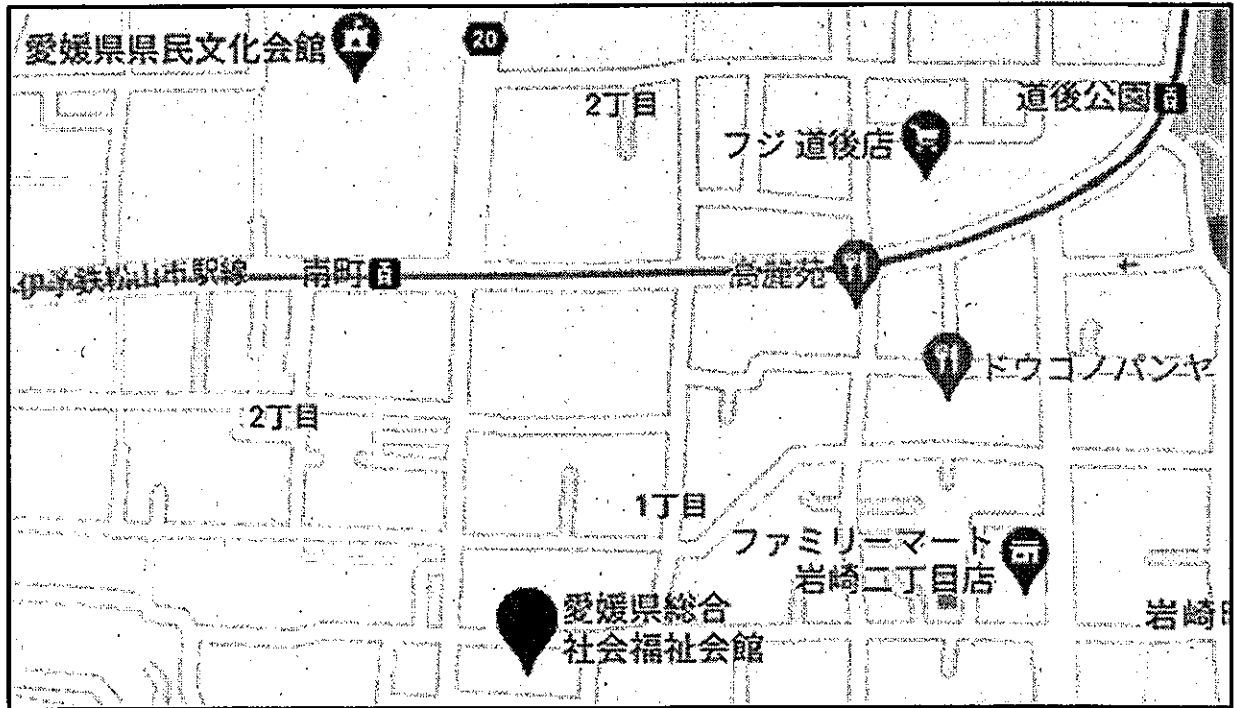 愛媛県県民文化会館
20
2丁目
道後公園
フジ 道後店
伊予鉄松山市駅線
南町
高麗苑
ドウゴノパンヤ
2丁目
1丁目
ファミリーマート
岩崎二丁目店
愛媛県総合
社会福祉会館
岩崎町